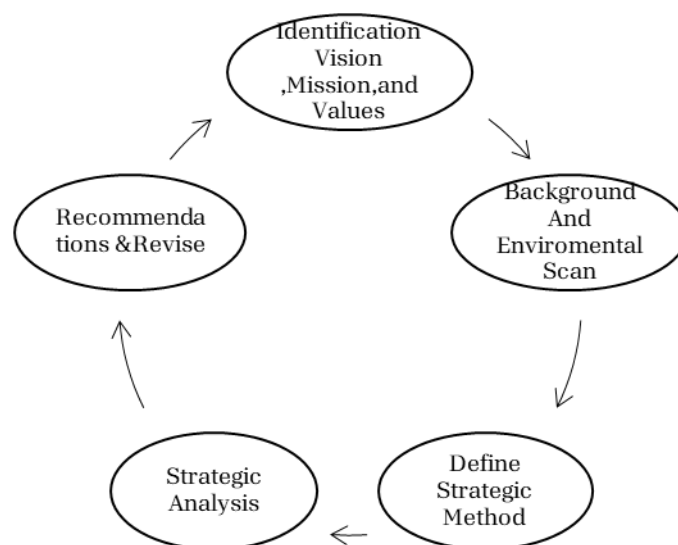 Identification
Vision
,Mission,and
Values
Background
And
Enviromental
Scan
Define
Strategic
Method
Strategic
Analysis
Recommenda
tions &Revise